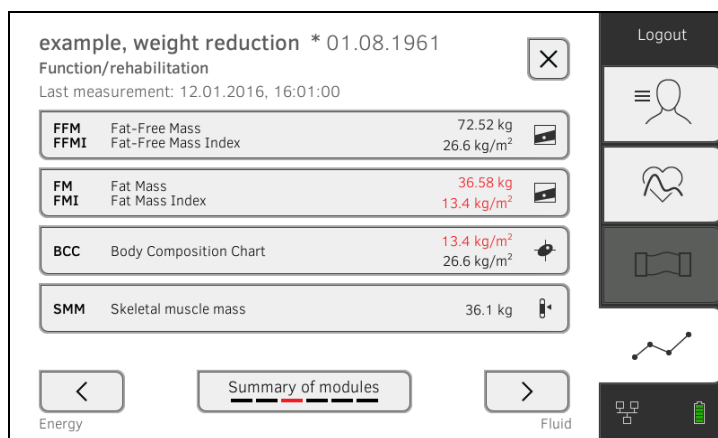 example, weight reduction * 01.08.1961
Function/rehabilitation
Last measurement: 12.01.2016, 16:01:00
FFM Fat-Free Mass 72.52 kg
FFMI Fat-Free Mass Index 26.6 kg/m²
FM Fat Mass 36.58 kg
FMI Fat Mass Index 13.4 kg/m²
BCC Body Composition Chart 13.4 kg/m²
26.6 kg/m²
SMM Skeletal muscle mass 36.1 kg
Summary of modules
Energy
Fluid
Logout